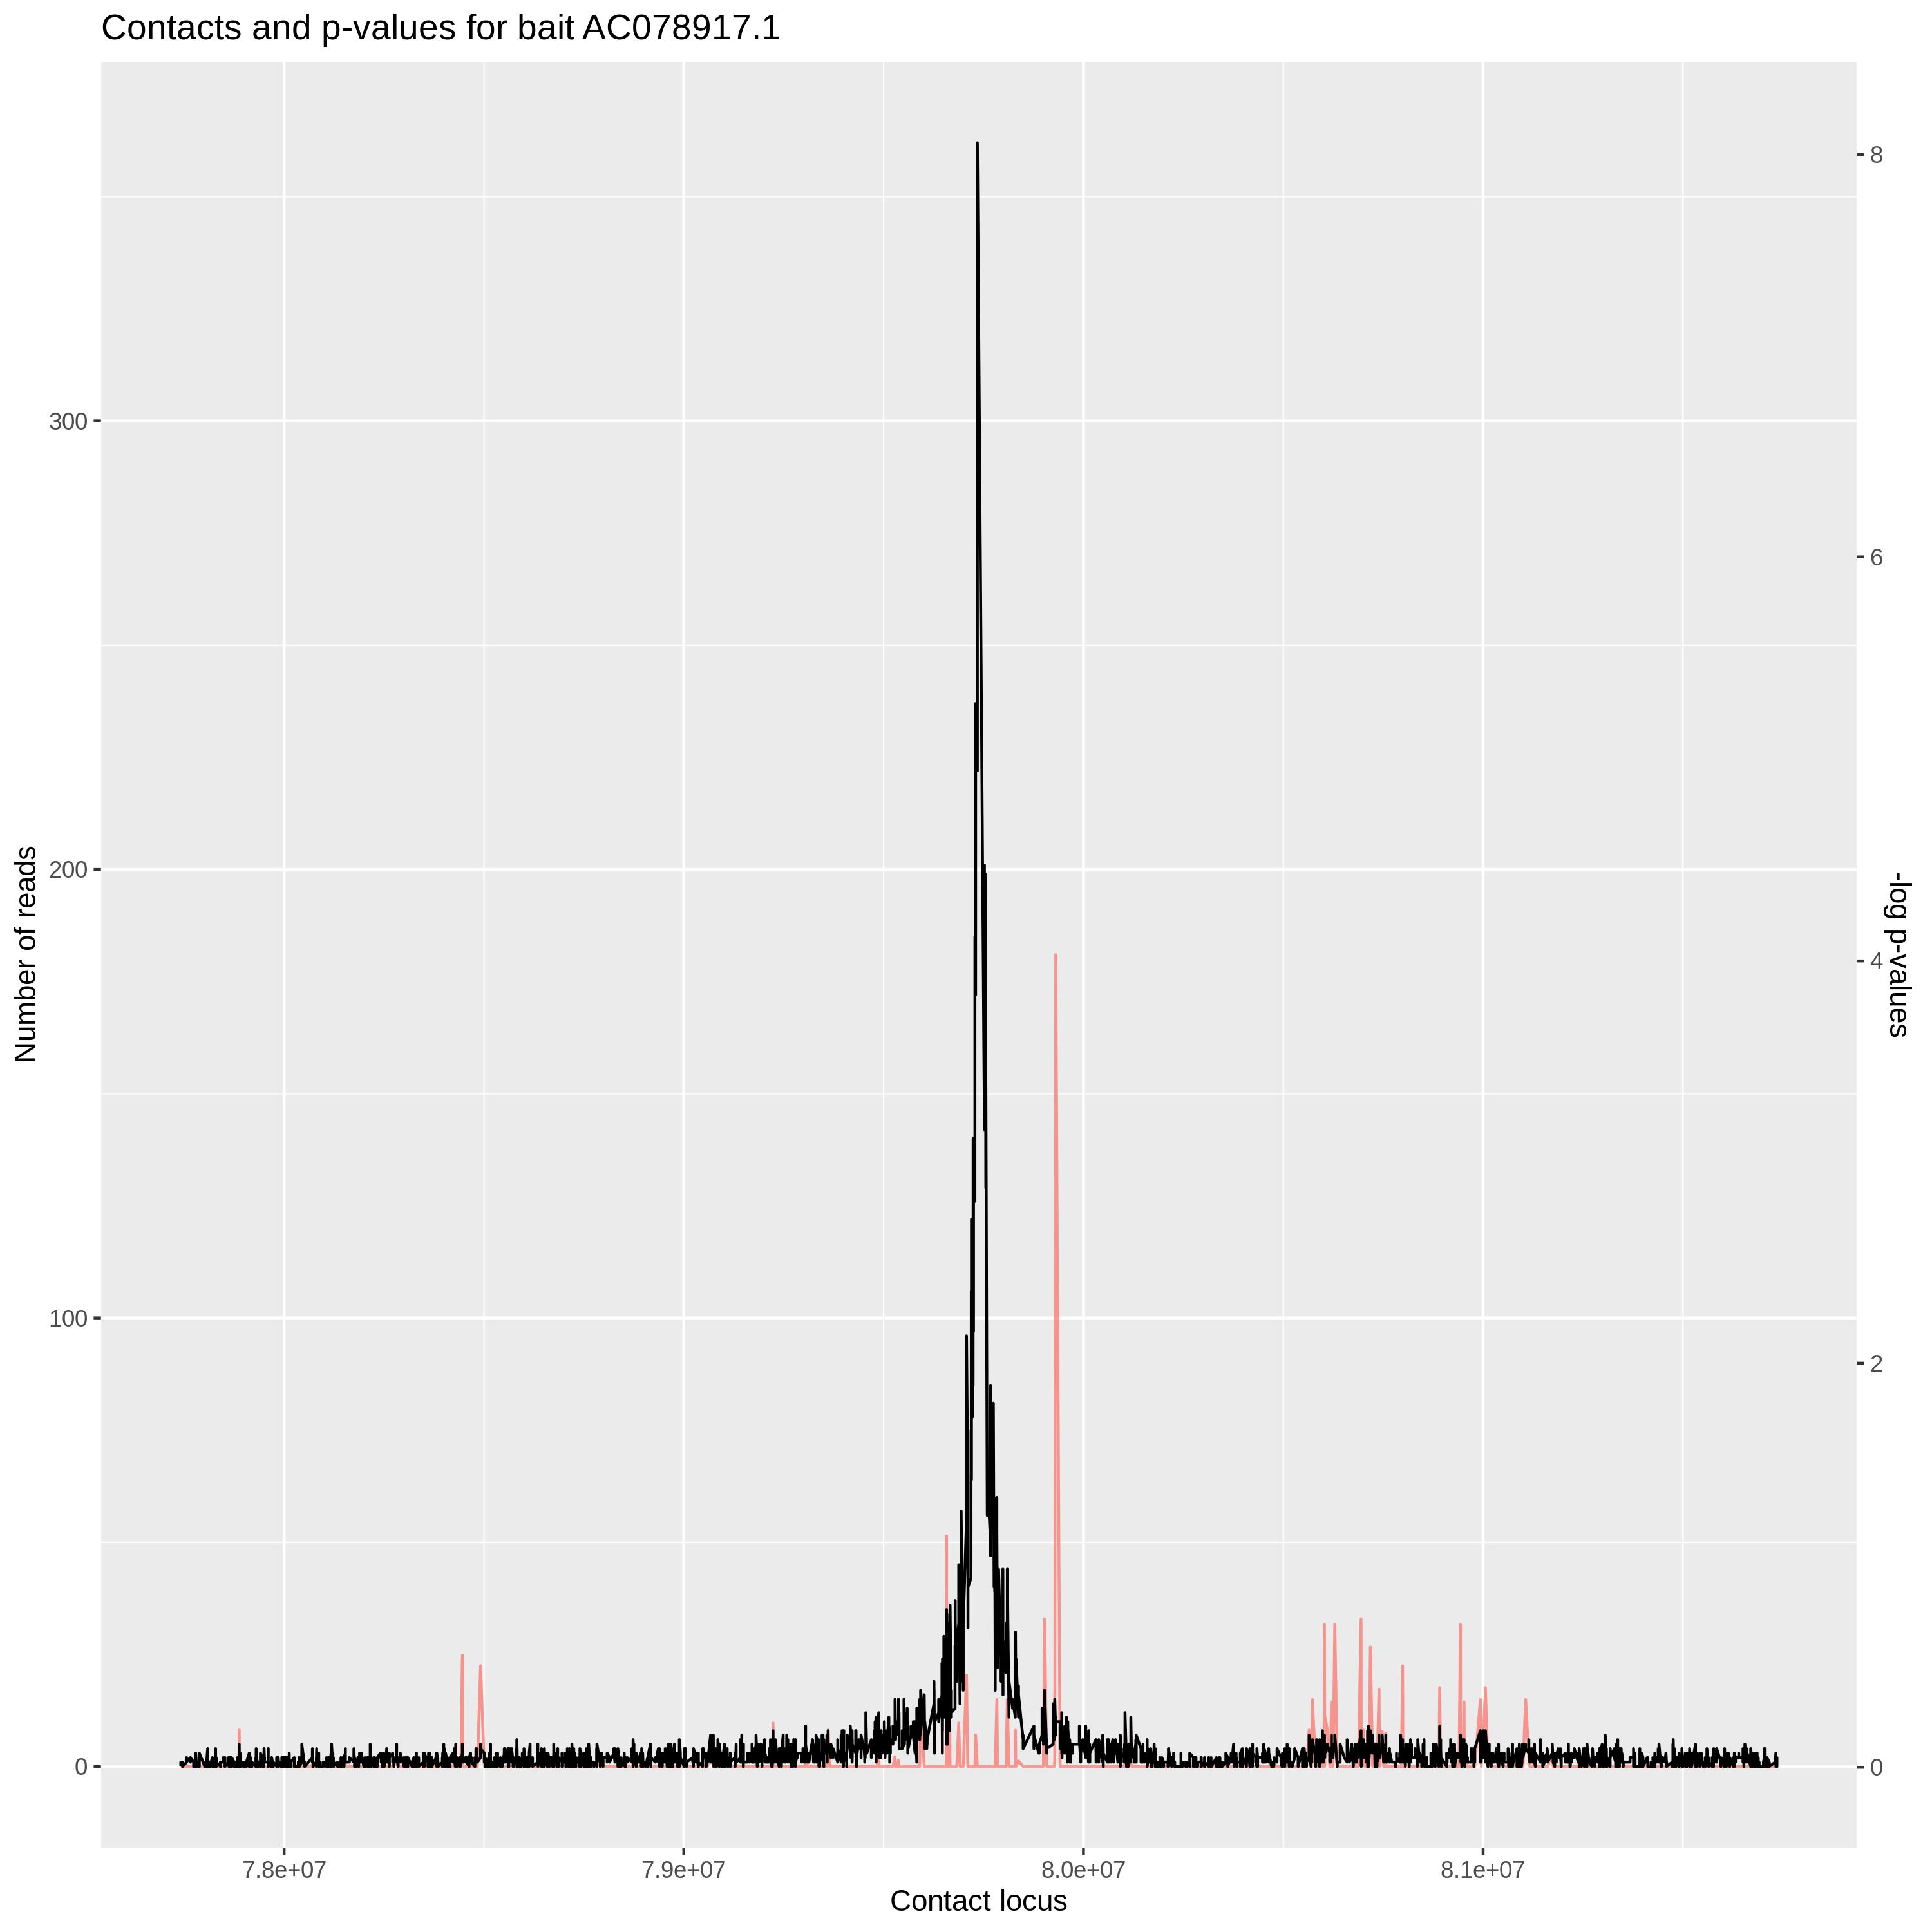 Contacts and p-values for bait AC078917.1
300
200
100
0
Number of reads
8
6
4
2
0
-log p-values
7.8e+07
7.9e+07
8.0e+07
8.1e+07
Contact locus